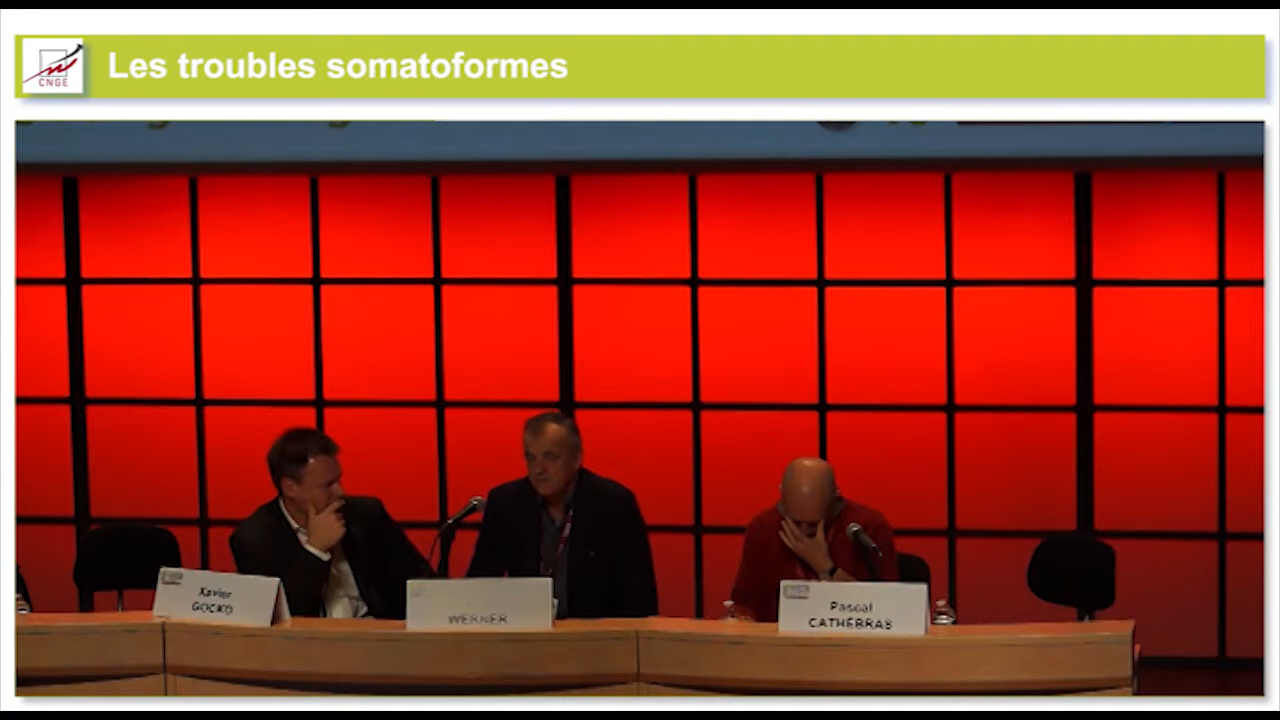 CNGE
Les troubles somatoformes
Xavier
GOCKO
WERNER
Pascal
CATHÉBRAS